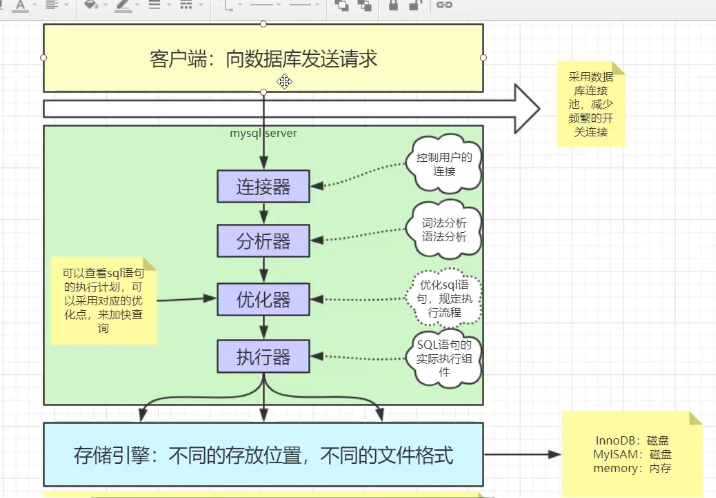 客户端：向数据库发送请求
采用数据
库连接
池，减少
频繁的开
关连接
mysql server
控制用户的
连接
连接器
词法分析
语法分析
分析器
可以查看sql语句
的执行计划，可
以采用对应的优
化点，来加快查
询
优化器
优化sql语
句，规定执
行流程
执行器
SQL语句的
实际执行组
件
存储引擎：不同的存放位置，不同的文件格式
InnoDB：磁盘
MyISAM：磁盘
memory：内存